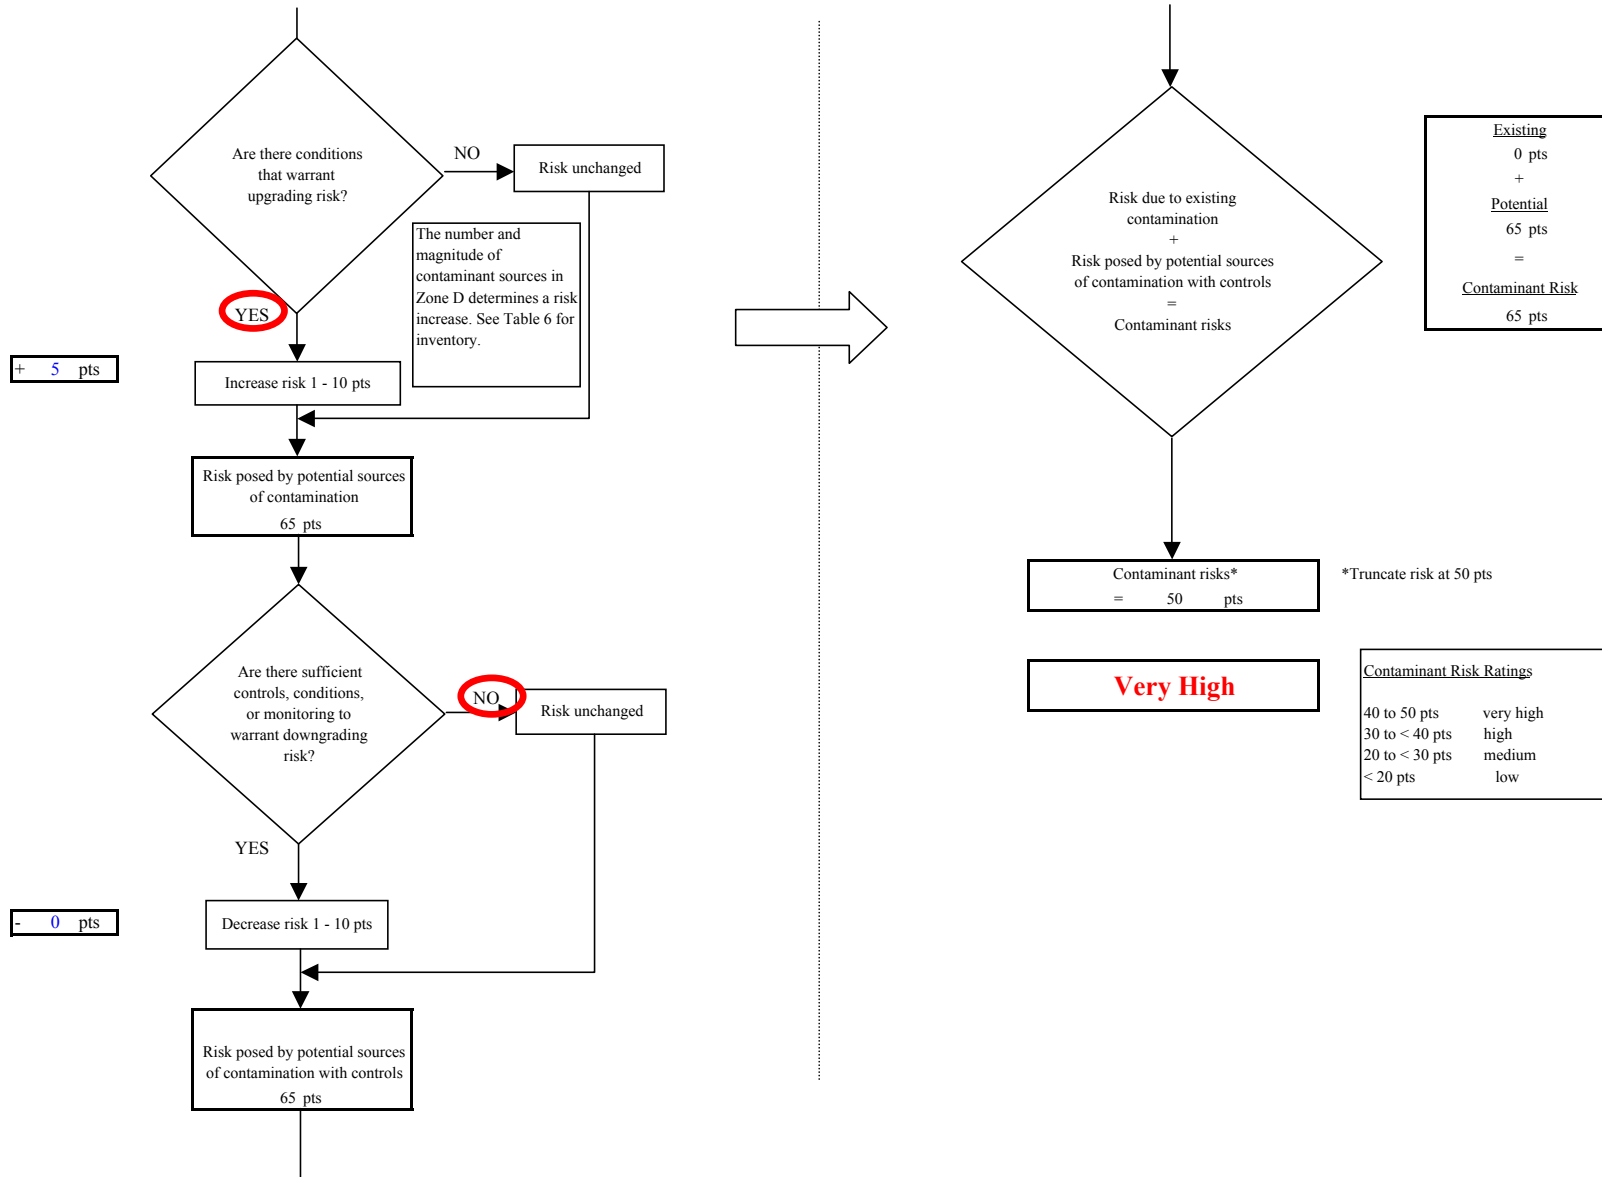 Are there conditions
that warrant
upgrading risk?
NO
Risk unchanged
The number and
magnitude of
contaminant sources in
Zone D determines a risk
increase. See Table 6 for
inventory.
YES
+ 5 pts
Increase risk 1 - 10 pts
Risk posed by potential sources
of contamination
65 pts
Are there sufficient
controls, conditions,
or monitoring to
warrant downgrading
risk?
NO
Risk unchanged
YES
- 0 pts
Decrease risk 1 - 10 pts
Risk posed by potential sources
of contamination with controls
65 pts
Risk due to existing
contamination
+
Risk posed by potential sources
of contamination with controls
=
Contaminant risks
Existing
0 pts
+
Potential
65 pts
=
Contaminant Risk
65 pts
Contaminant risks*
= 50 pts
*Truncate risk at 50 pts
Very High
Contaminant Risk Ratings
40 to 50 pts very high
30 to < 40 pts high
20 to < 30 pts medium
< 20 pts low